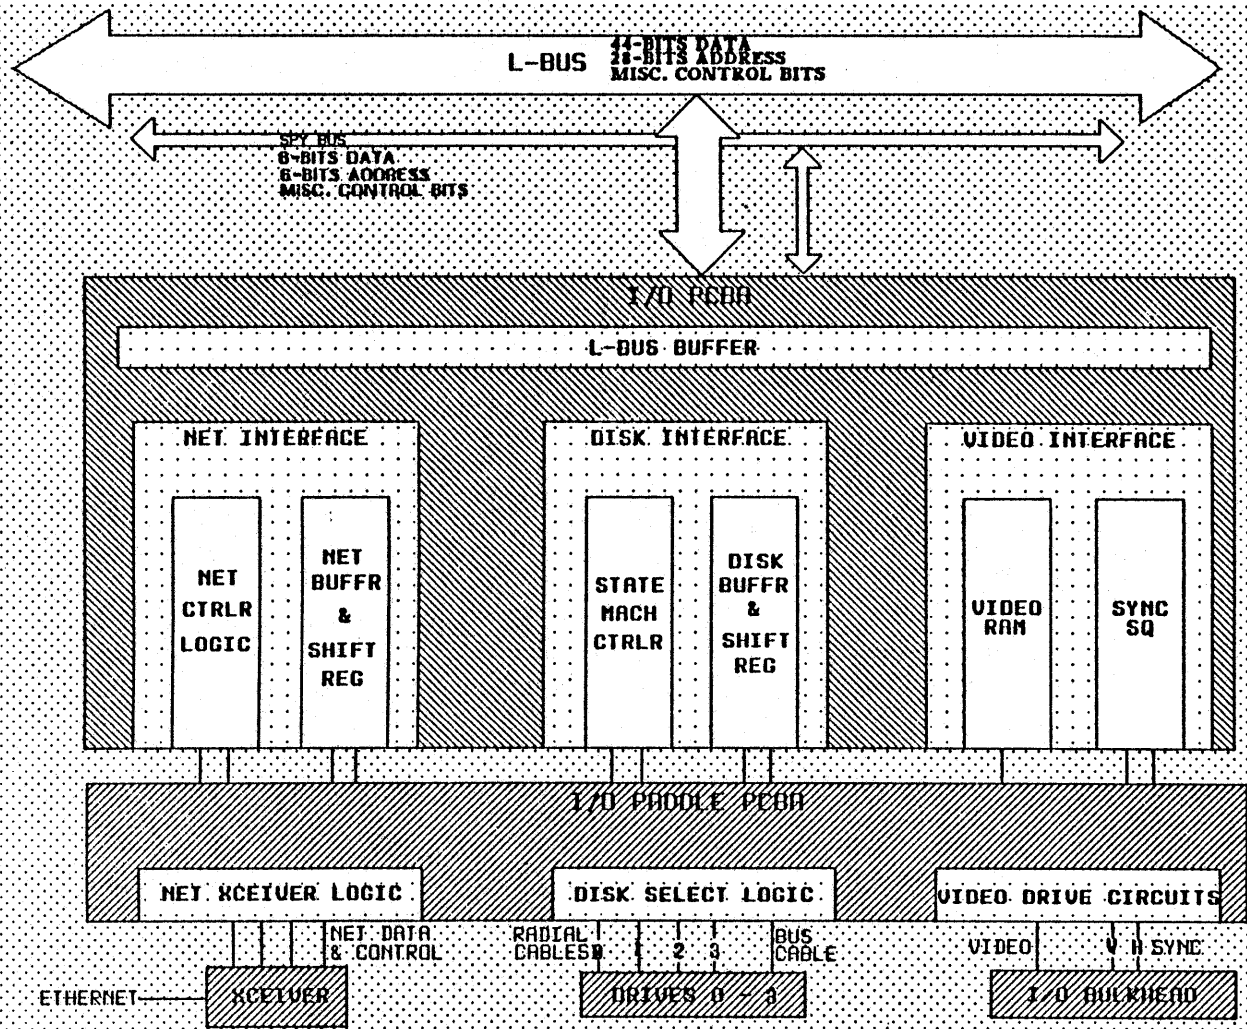 L-BUS
44-BITS DATA
28-BITS ADDRESS
MISC. CONTROL BITS
SPY BUS
8-BITS DATA
6-BITS ADDRESS
MISC. CONTROL BITS
I/O PCBA
L-BUS BUFFER
NET INTERFACE
NET
CTRLR
LOGIC
NET
BUFFR
&
SHIFT
REG
DISK INTERFACE
STATE
MACH
CTRLR
DISK
BUFFR
&
SHIFT
REG
VIDEO INTERFACE
VIDEO
RAM
SYNC
SQ
I/O PADDLE PCBA
NET XCEIVER LOGIC
DISK SELECT LOGIC
VIDEO DRIVE CIRCUITS
NET DATA
& CONTROL
RADIAL
CABLES 0 1 2 3
BUS
CABLE
VIDEO
V H SYNC
ETHERNET
XCEIVER
DRIVES 0 - 3
I/O BULKHEAD